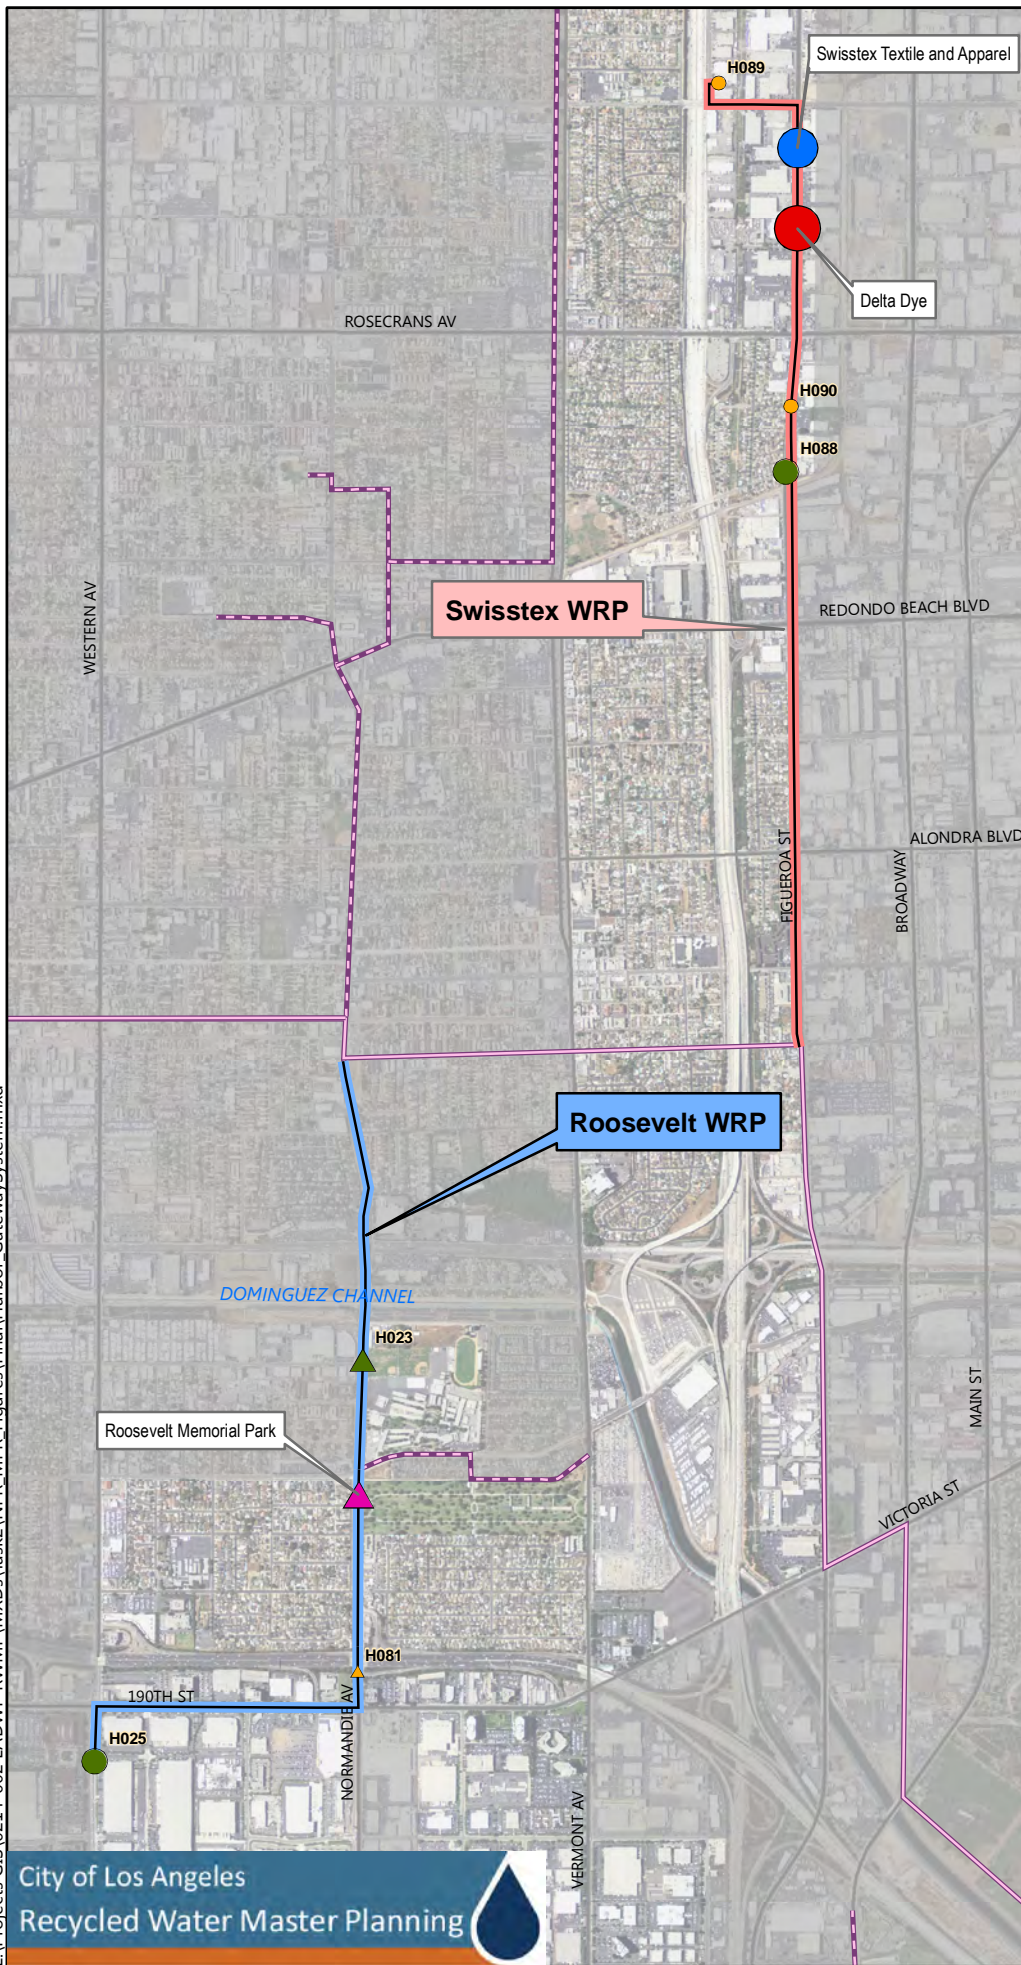 Swisstex Textile and Apparel
H089
Delta Dye
ROSECRANS AV
H090
H088
WESTERN AV
Swisstex WRP
REDONDO BEACH BLVD
FIGUEROA ST
ALONDRA BLVD
BROADWAY
Roosevelt WRP
DOMINGUEZ CHANNEL
H023
MAIN ST
Roosevelt Memorial Park
VICTORIA ST
H081
190TH ST
NORMANDIE AV
H025
VERMONT AV
City of Los Angeles
Recycled Water Master Planning